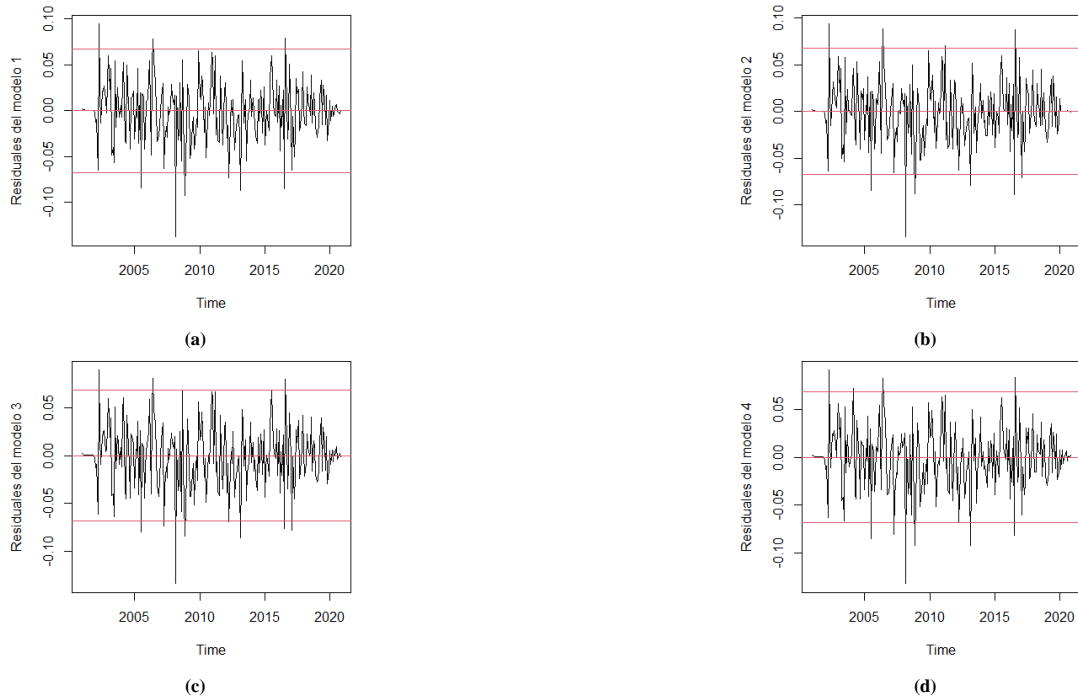 0.10
0.05
0.00
-0.05
-0.10
Residuales del modelo 1
2005 2010 2015 2020
Time
(a)
0.10
0.05
0.00
-0.05
-0.10
Residuales del modelo 2
2005 2010 2015 2020
Time
(b)
0.05
0.00
-0.05
-0.10
Residuales del modelo 3
2005 2010 2015 2020
Time
(c)
0.05
0.00
-0.05
-0.10
Residuales del modelo 4
2005 2010 2015 2020
Time
(d)